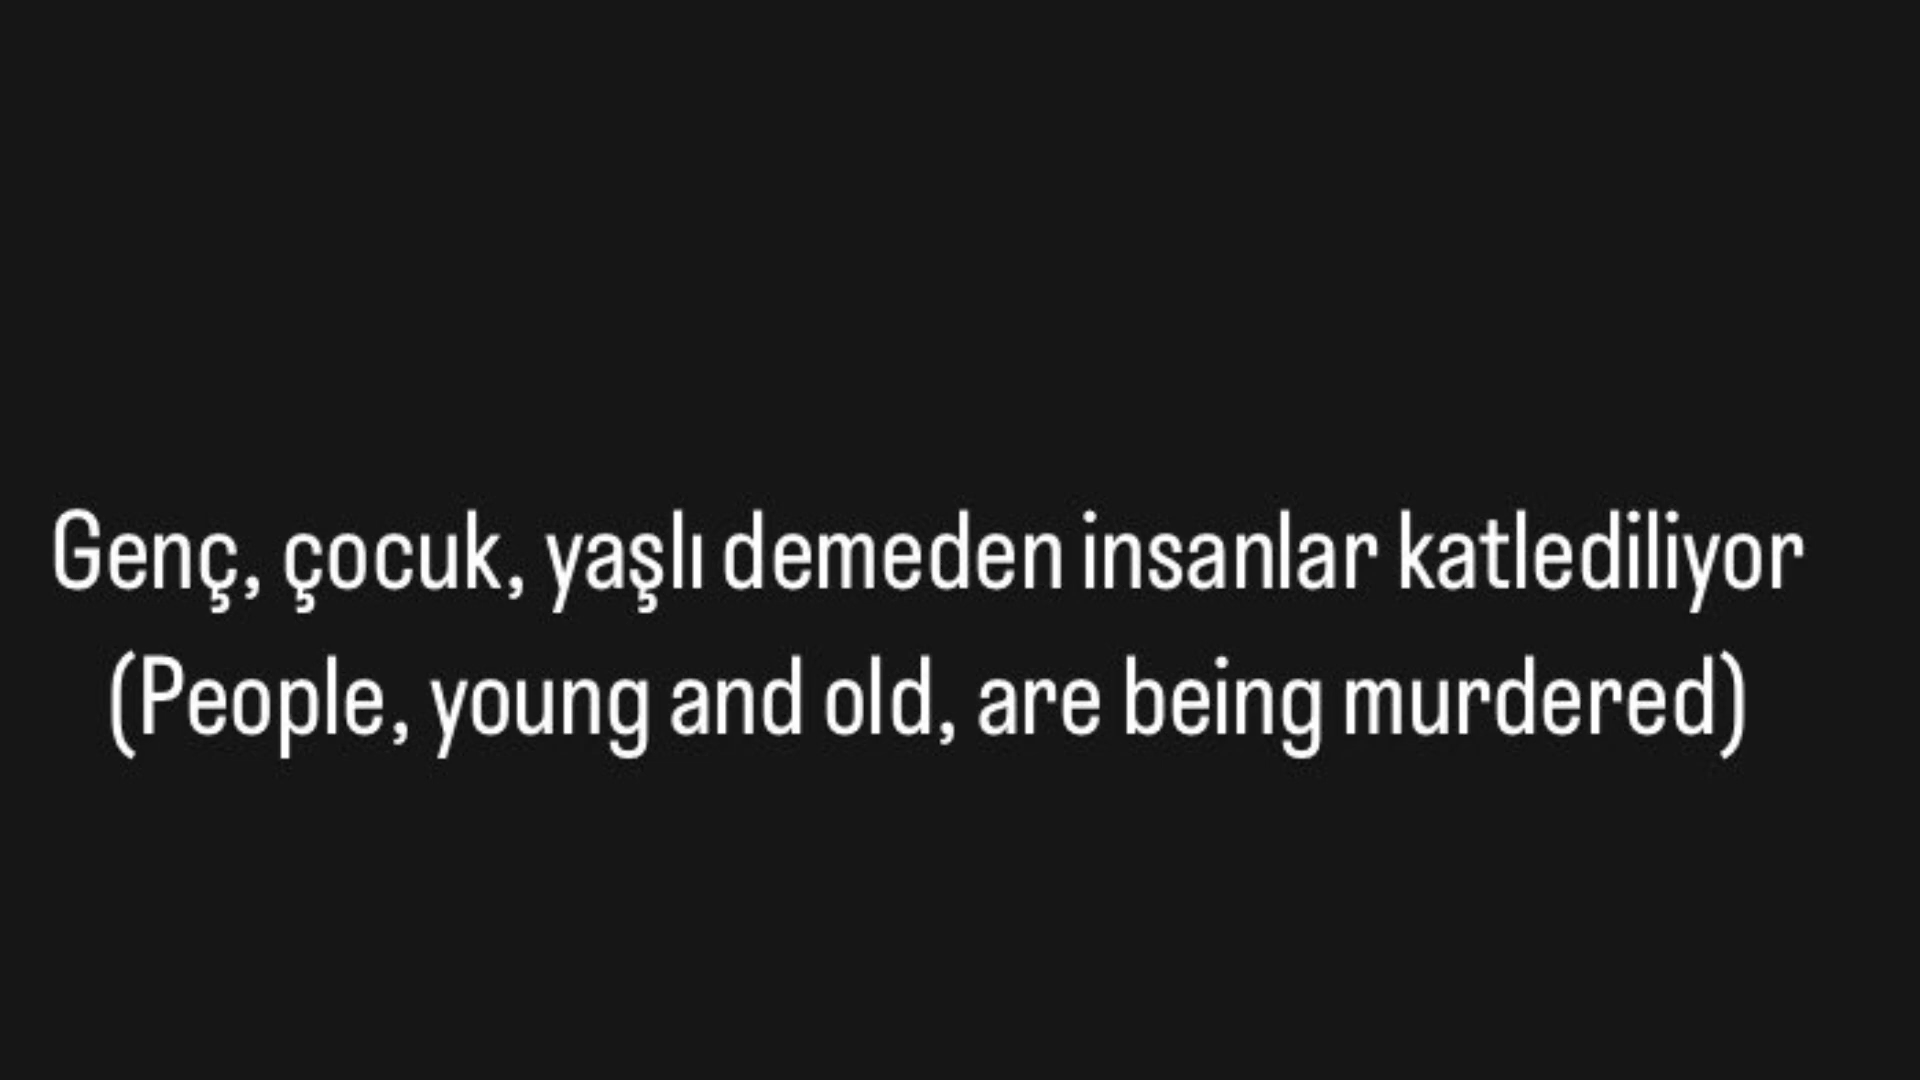 Genç, çocuk, yaşlı demeden insanlar katlediliyor
(People, young and old, are being murdered)